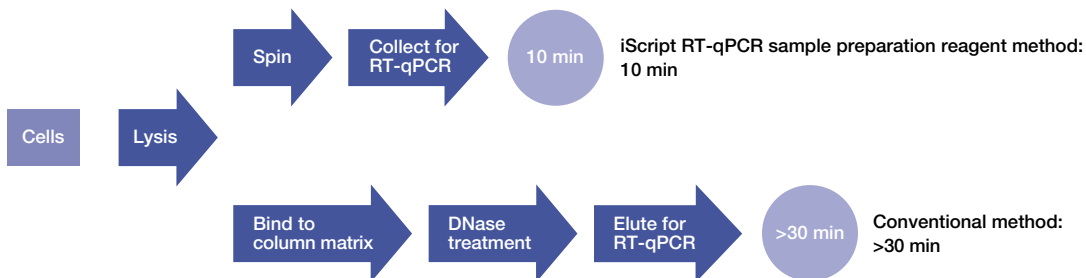 Cells
Lysis
Spin
Collect for
RT-qPCR
10 min
iScript RT-qPCR sample preparation reagent method:
10 min
Bind to
column matrix
DNase
treatment
Elute for
RT-qPCR
>30 min
Conventional method:
>30 min